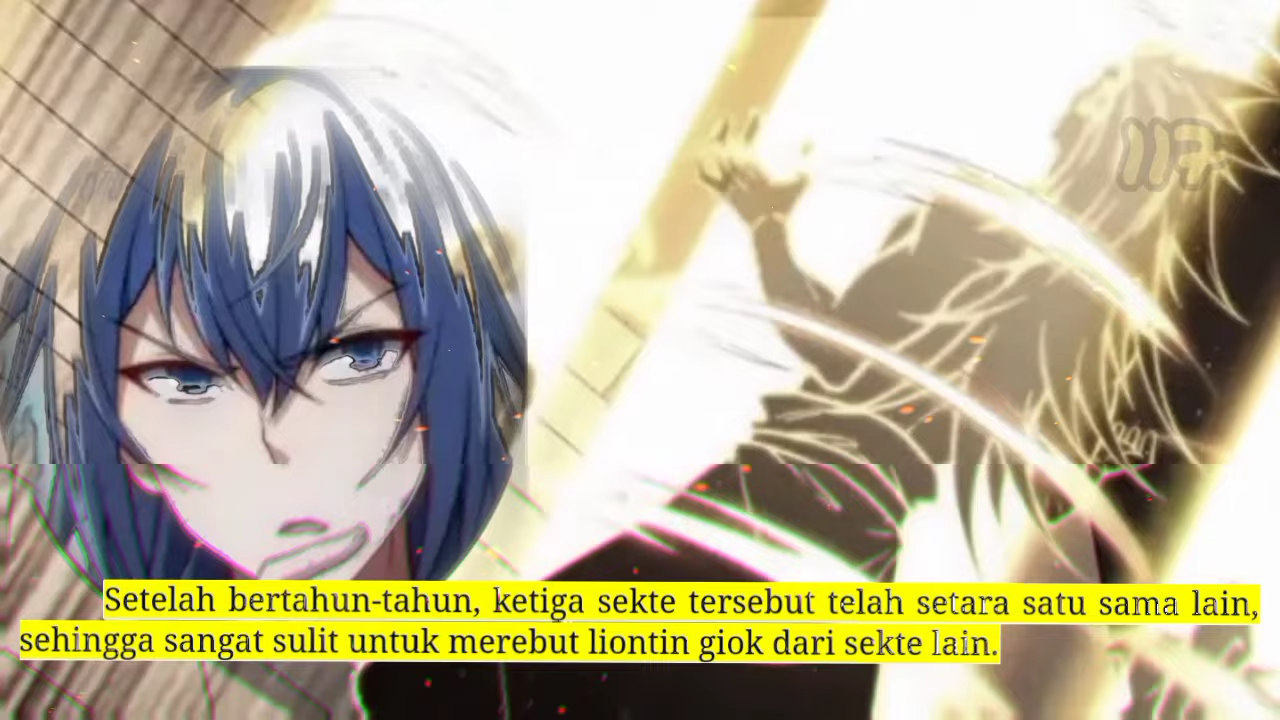 117
Setelah bertahun-tahun, ketiga sekte tersebut telah setara satu sama lain,
sehingga sangat sulit untuk merebut liontin giok dari sekte lain.